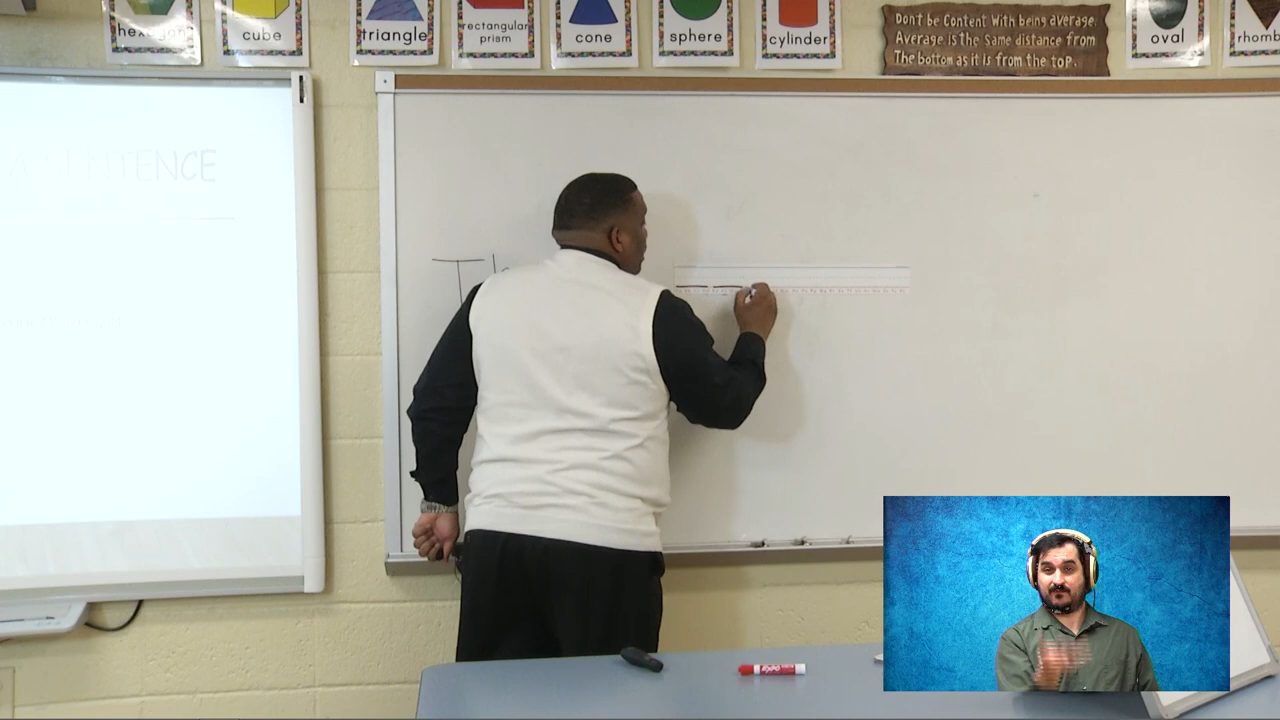 hexagon
cube
triangle
rectangular
prism
cone
sphere
cylinder
Don't be Content With being average.
Average is the Same distance from
The bottom as it is from the top.
oval
rhomb
A SENTENCE
EXPO